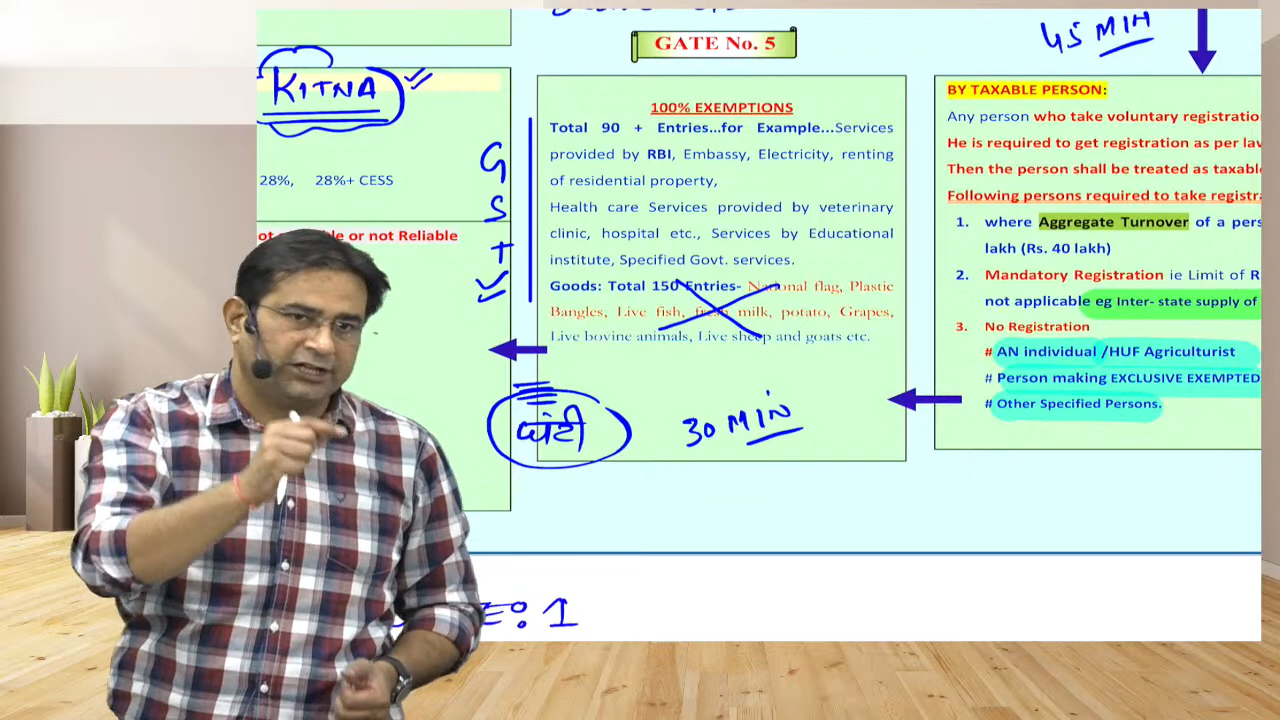 GATE No. 5
45 MIN
KITNA
28%, 28%+ CESS
or not Reliable
G
S
T
100% EXEMPTIONS
Total 90 + Entries…for Example…Services
provided by RBI, Embassy, Electricity, renting
of residential property,
Health care Services provided by veterinary
clinic, hospital etc., Services by Educational
institute, Specified Govt. services.
Goods: Total 150 Entries- National flag, Plastic
Bangles, Live fish, fresh milk, potato, Grapes,
Live bovine animals, Live sheep and goats etc.
30 MIN
BY TAXABLE PERSON:
Any person who take voluntary registratio
He is required to get registration as per la
Then the person shall be treated as taxabl
Following persons required to take registra
1. where Aggregate Turnover of a pers
lakh (Rs. 40 lakh)
2. Mandatory Registration ie Limit of R
not applicable eg Inter- state supply of
3. No Registration
# AN individual /HUF Agriculturist
# Person making EXCLUSIVE EXEMPTED
# Other Specified Persons.
E: 1